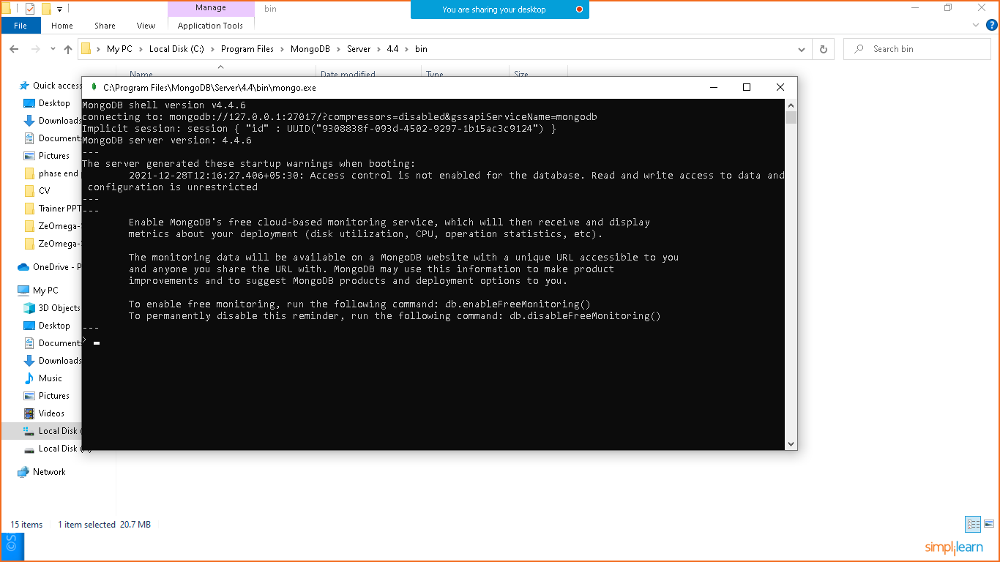 Manage
bin
You are sharing your desktop
File
Home
Share
View
Application Tools
My PC
Local Disk (C:)
Program Files
MongoDB
Server
4.4
bin
Search bin
Name
Date modified
Type
Size
Quick access
Desktop
Downloads
Documents
Pictures
phase end p
CV
Trainer PPT
ZeOmega-
ZeOmega-
OneDrive - P
My PC
3D Objects
Desktop
Documents
Downloads
Music
Pictures
Videos
Local Disk (
Local Disk (
Network
C:\Program Files\MongoDB\Server\4.4\bin\mongo.exe
MongoDB shell version v4.4.6
connecting to: mongodb://127.0.0.1:27017/?compressors=disabled&gssapiServiceName=mongodb
Implicit session: session { "id" : UUID("9308838f-093d-4502-9297-1b15ac3c9124") }
MongoDB server version: 4.4.6
---
The server generated these startup warnings when booting:
2021-12-28T12:16:27.406+05:30: Access control is not enabled for the database. Read and write access to data and
configuration is unrestricted
---
---
Enable MongoDB's free cloud-based monitoring service, which will then receive and display
metrics about your deployment (disk utilization, CPU, operation statistics, etc).
The monitoring data will be available on a MongoDB website with a unique URL accessible to you
and anyone you share the URL with. MongoDB may use this information to make product
improvements and to suggest MongoDB products and deployment options to you.
To enable free monitoring, run the following command: db.enableFreeMonitoring()
To permanently disable this reminder, run the following command: db.disableFreeMonitoring()
---
>
15 items
1 item selected 20.7 MB
©S
simplilearn